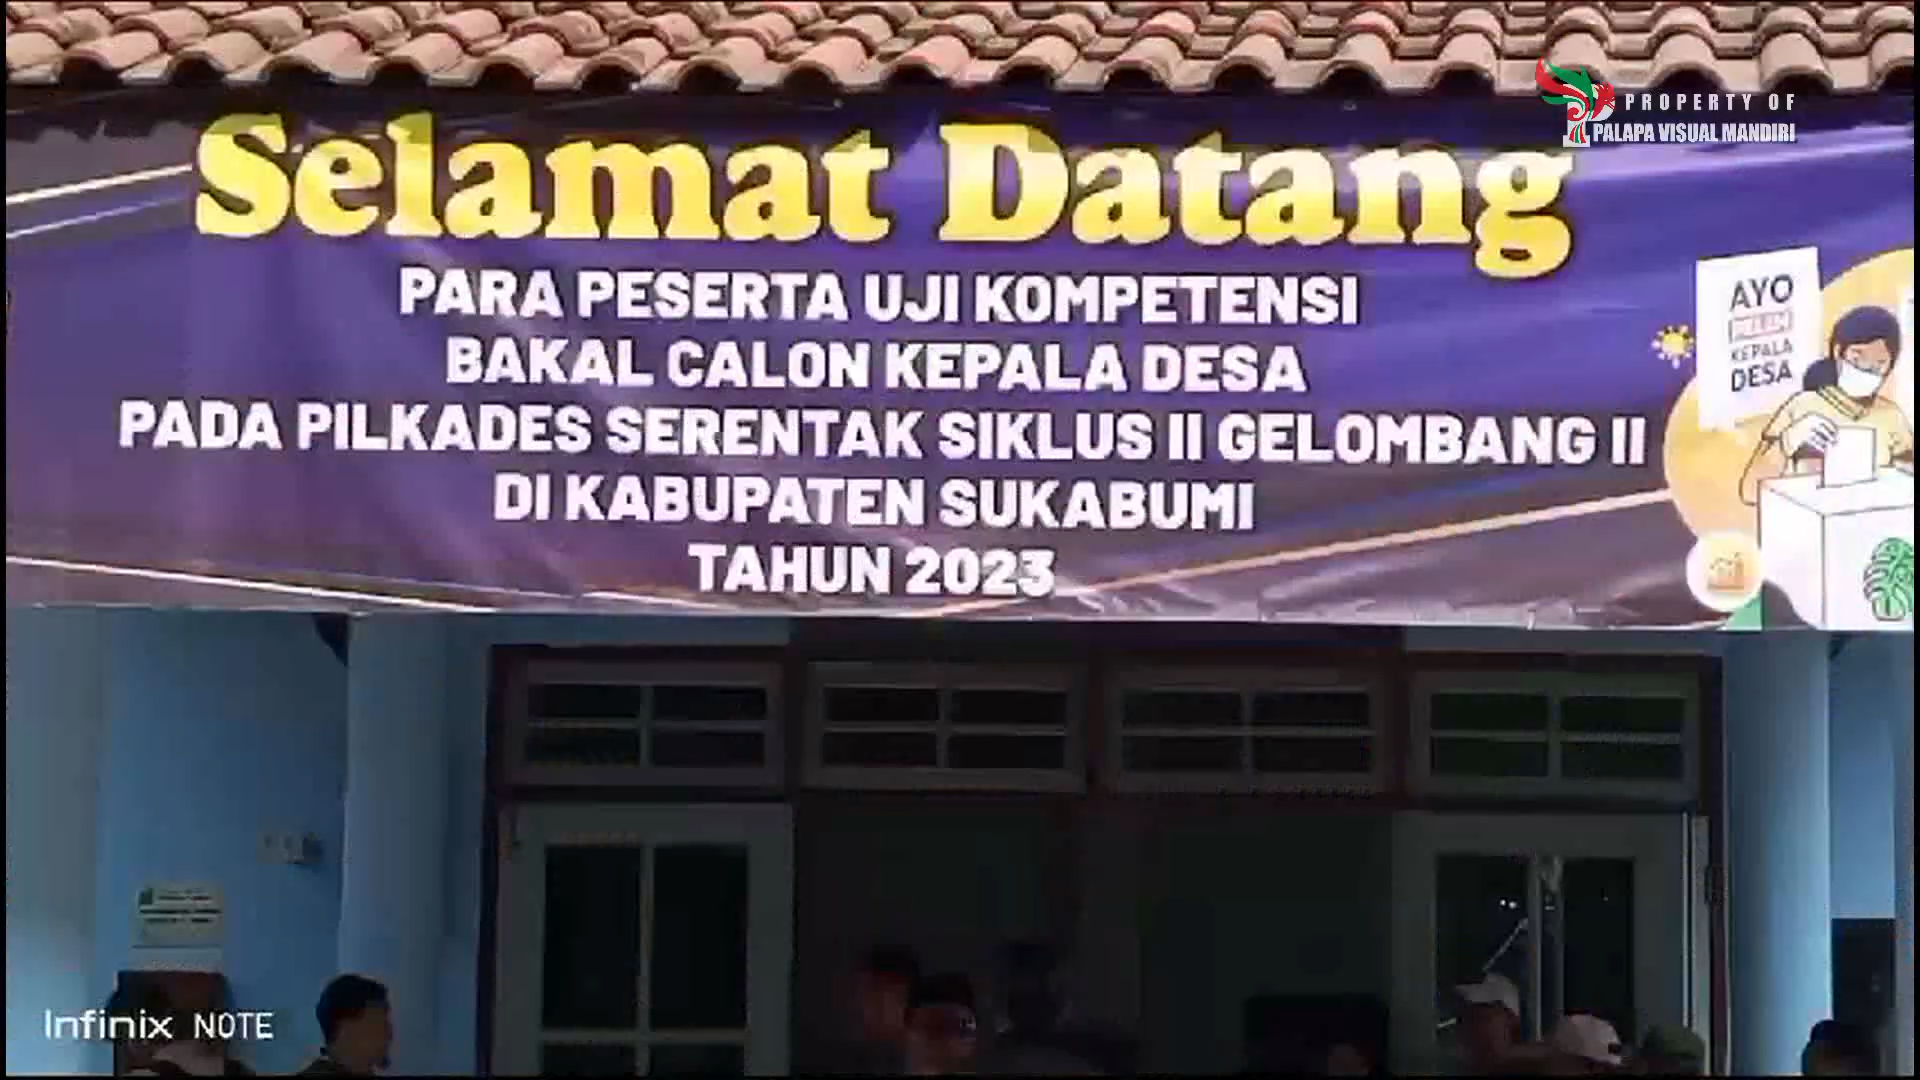 PROPERTY OF
PALAPA VISUAL MANDIRI
Selamat Datang
PARA PESERTA UJI KOMPETENSI
BAKAL CALON KEPALA DESA
PADA PILKADES SERENTAK SIKLUS II GELOMBANG II
DI KABUPATEN SUKABUMI
TAHUN 2023
AYO
KEPALA
DESA
Infinix NOTE